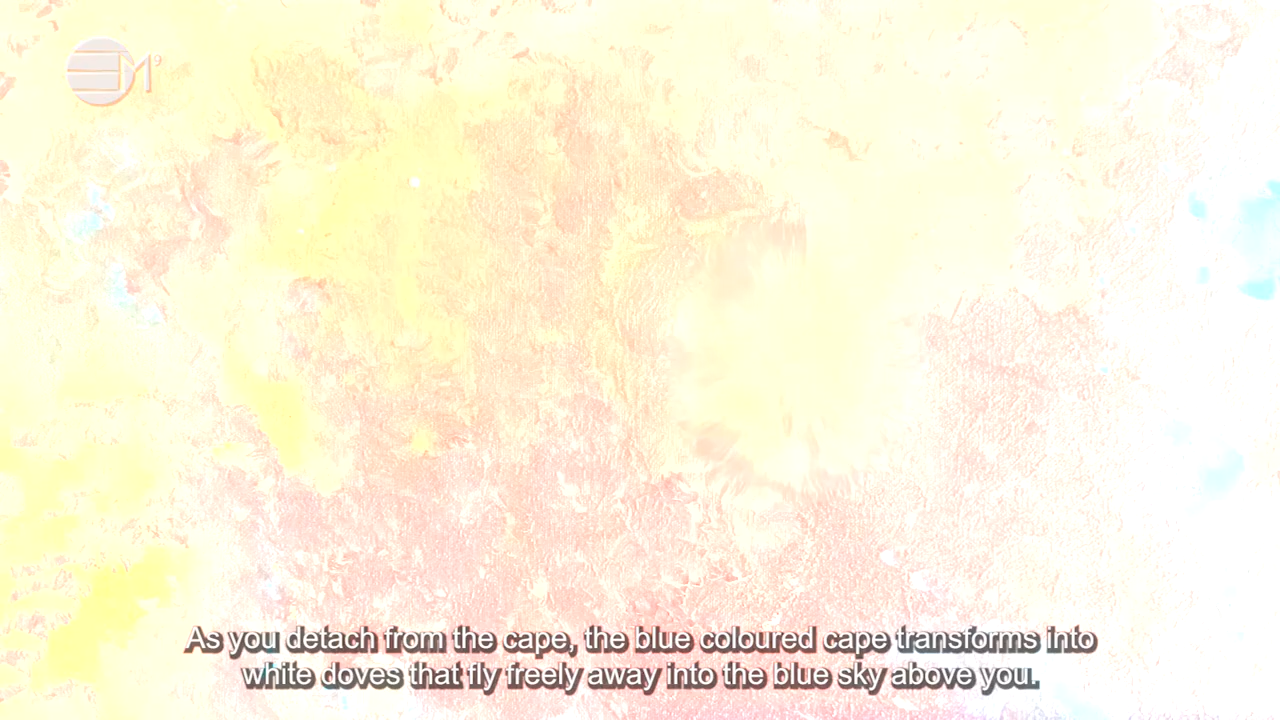 EM⁹
As you detach from the cape, the blue coloured cape transforms into
white doves that fly freely away into the blue sky above you.